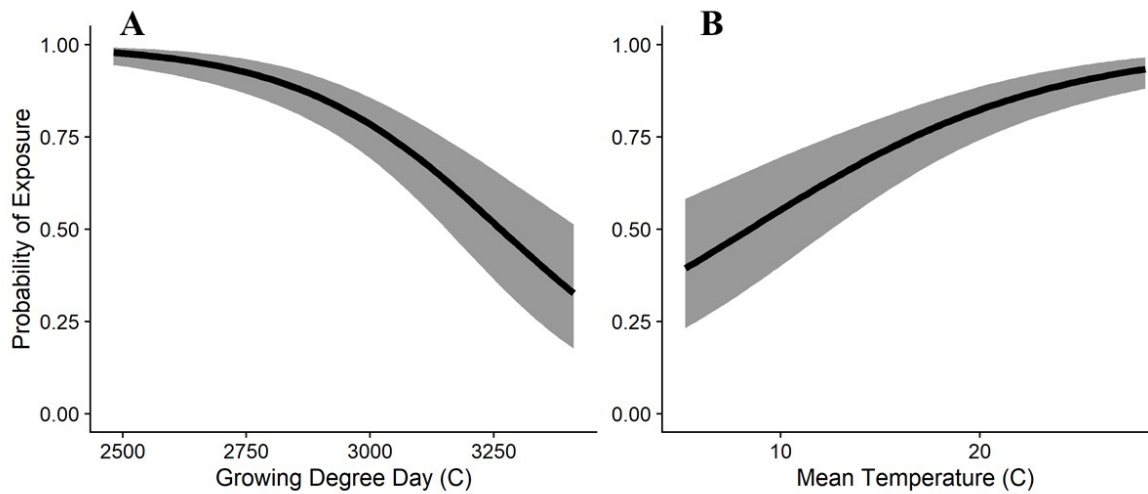 A
B
Probability of Exposure
1.00
0.75
0.50
0.25
0.00
2500 2750 3000 3250
Growing Degree Day (C)
1.00
0.75
0.50
0.25
0.00
10 20
Mean Temperature (C)